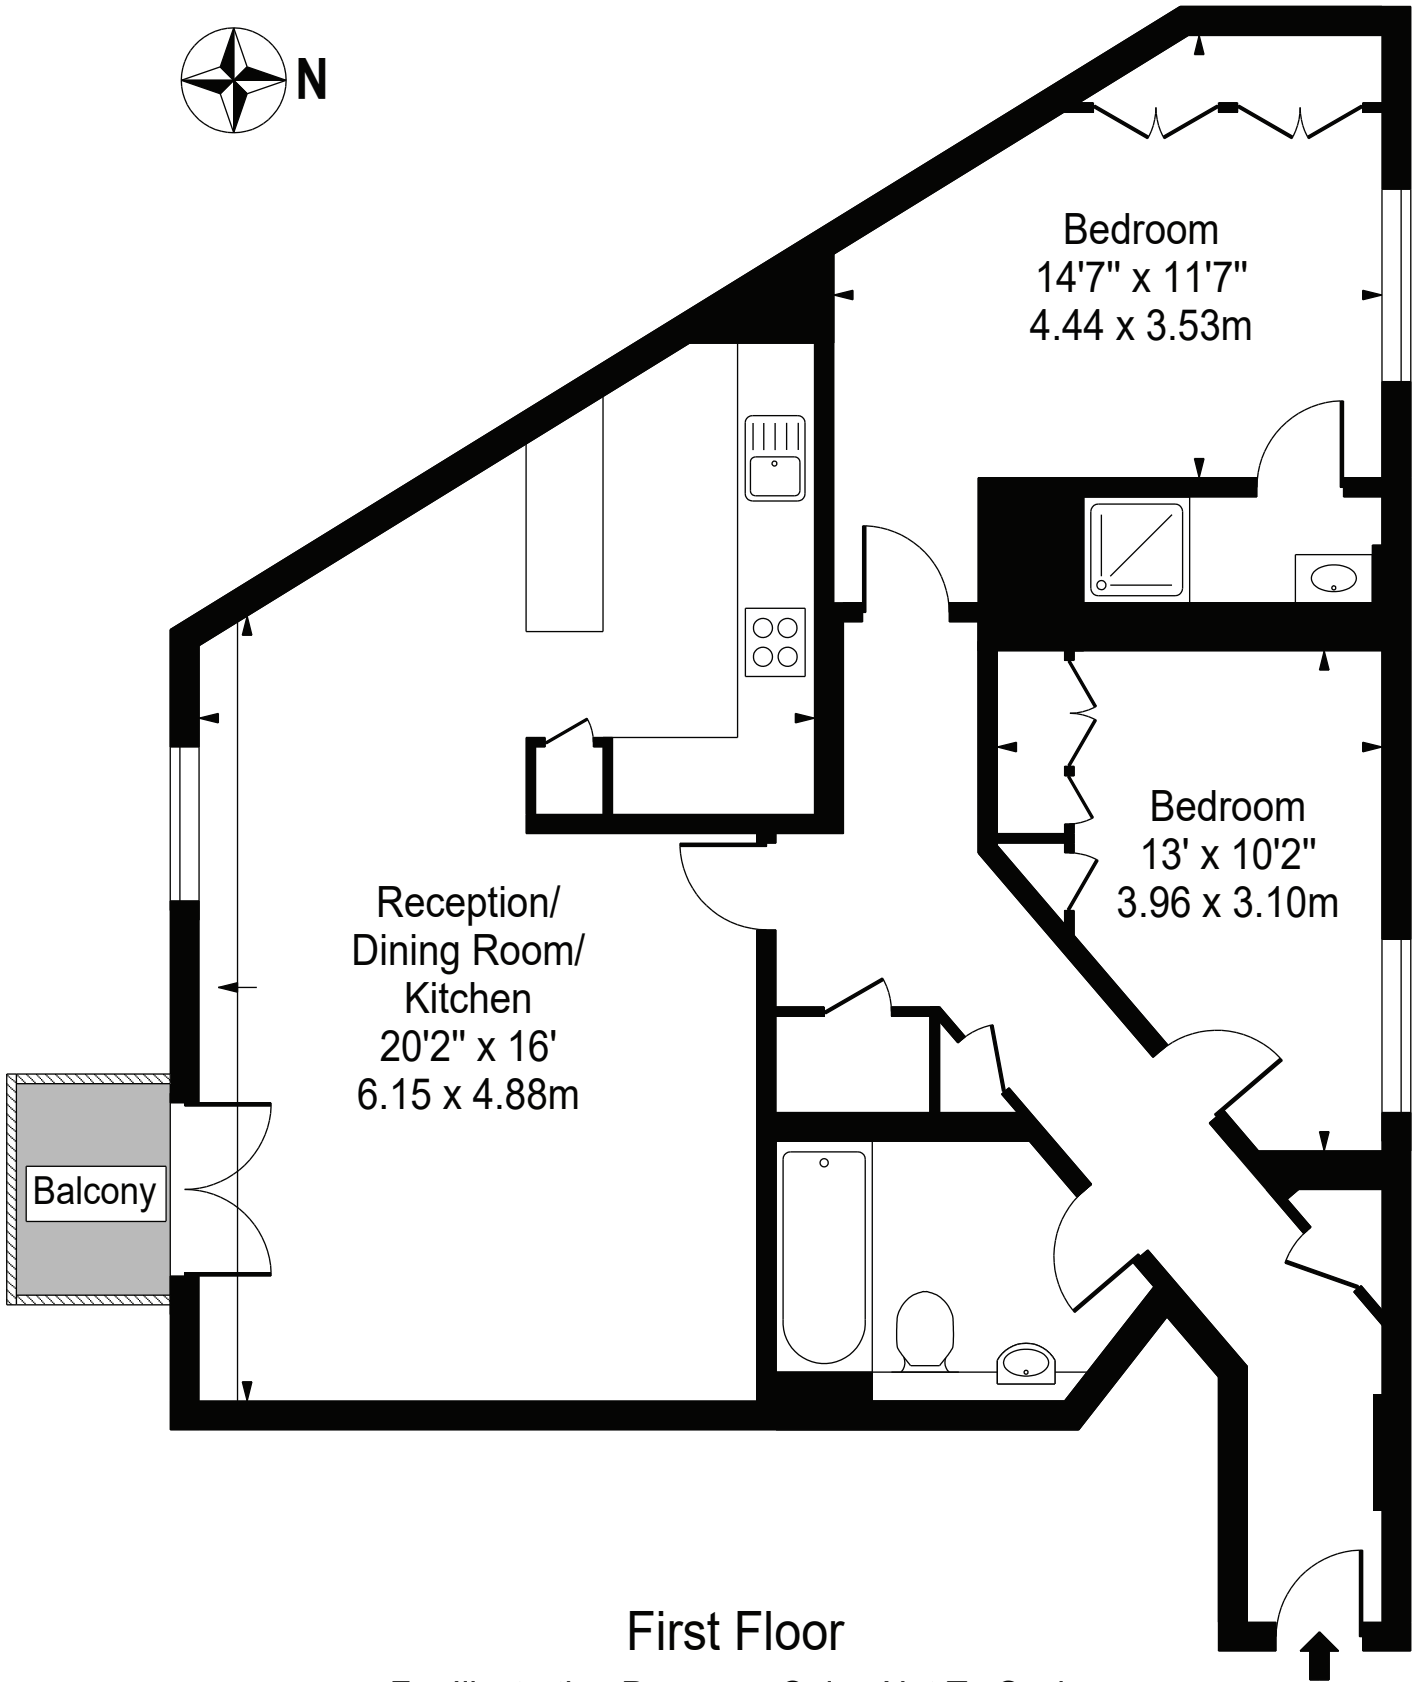 N
Bedroom
14'7" x 11'7"
4.44 x 3.53m
Bedroom
13' x 10'2"
3.96 x 3.10m
Reception/
Dining Room/
Kitchen
20'2" x 16'
6.15 x 4.88m
Balcony
First Floor